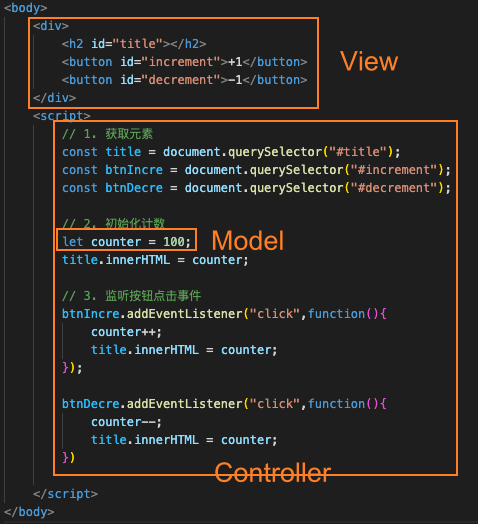 <body>
<div>
<h2 id="title"></h2>
<button id="increment">+1</button>
<button id="decrement">-1</button>
</div>
View
<script>
// 1. 获取元素
const title = document.querySelector("#title");
const btnIncre = document.querySelector("#increment");
const btnDecre = document.querySelector("#decrement");
// 2. 初始化计数
let counter = 100;
Model
title.innerHTML = counter;
// 3. 监听按钮点击事件
btnIncre.addEventListener("click",function(){
counter++;
title.innerHTML = counter;
});
btnDecre.addEventListener("click",function(){
counter--;
title.innerHTML = counter;
})
Controller
</script>
</body>